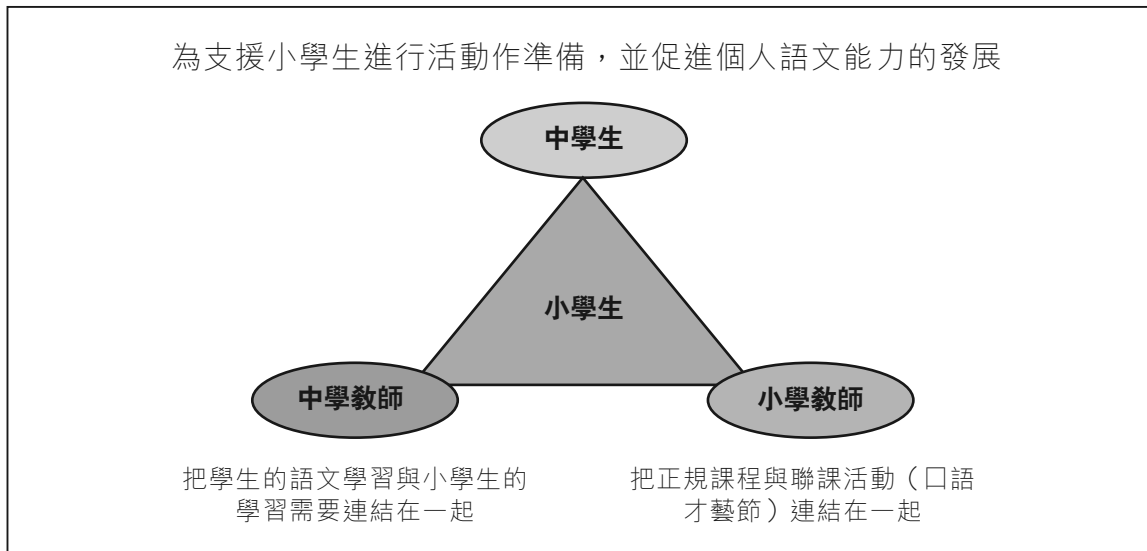 為支援小學生進行活動作準備，並促進個人語文能力的發展
中學生
小學生
中學教師
小學教師
把學生的語文學習與小學生的
學習需要連結在一起
把正規課程與聯課活動（口語
才藝節）連結在一起